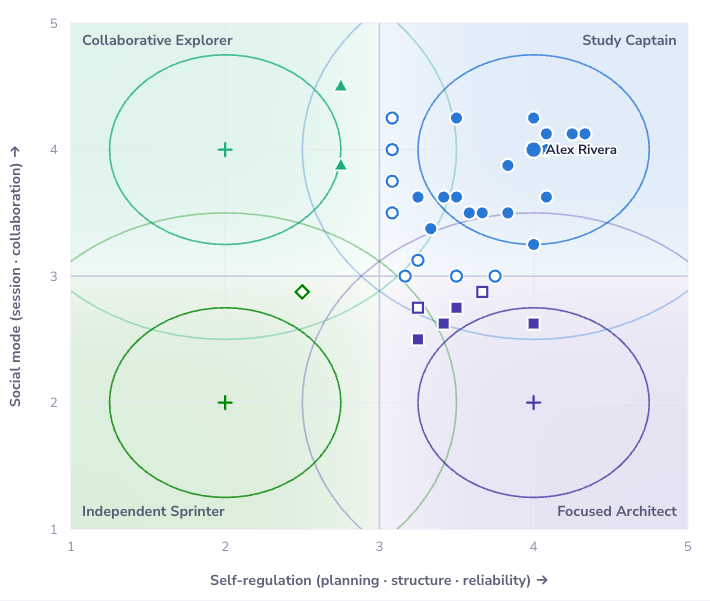 5
Collaborative Explorer
Study Captain
4
Alex Rivera
3
2
Independent Sprinter
Focused Architect
1
1 2 3 4 5
Social mode (session · collaboration) →
Self-regulation (planning · structure · reliability) →